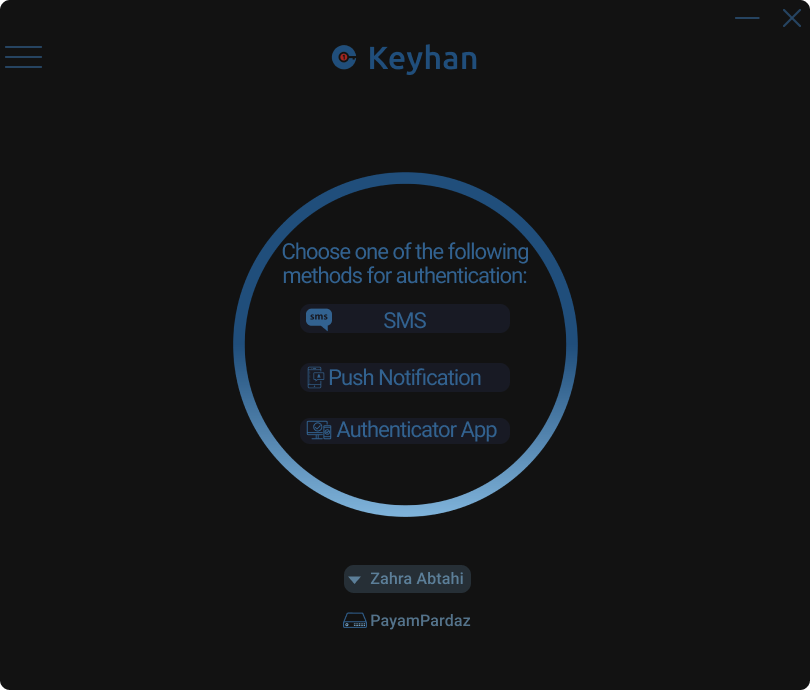 Keyhan
Choose one of the following
methods for authentication:
sms SMS
Push Notification
Authenticator App
Zahra Abtahi
PayamPardaz